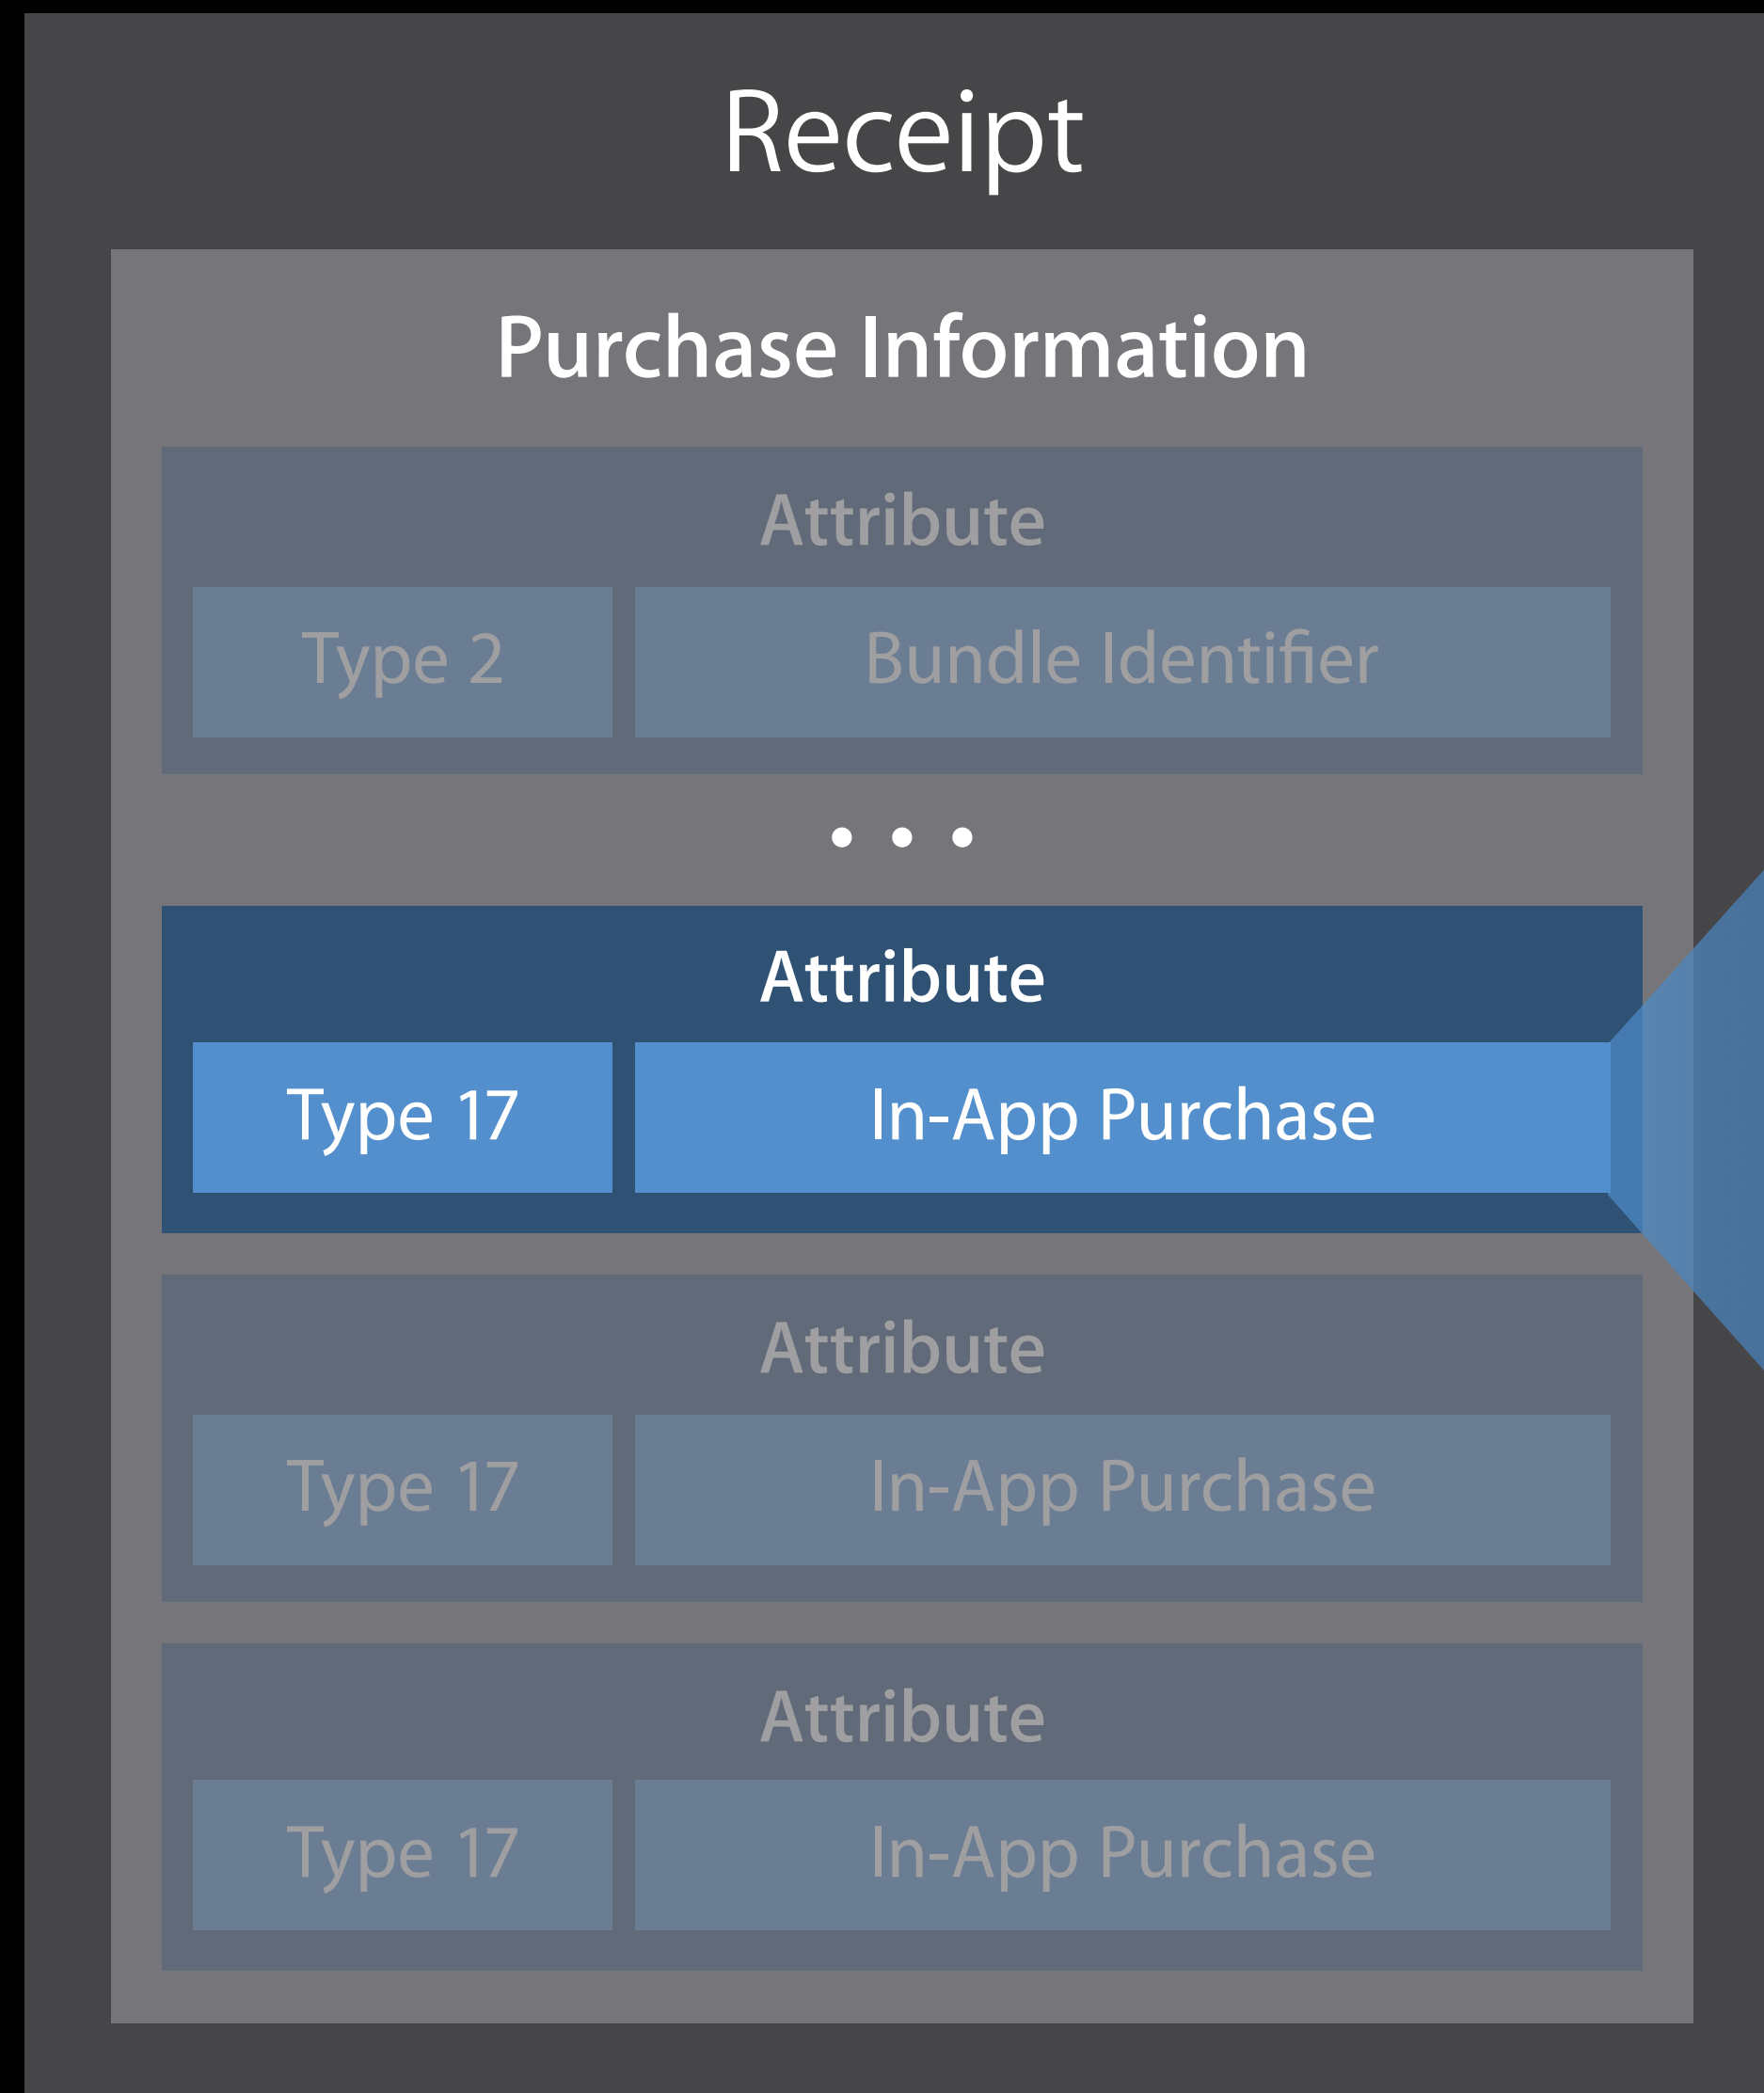 Receipt
Purchase Information
Attribute
Type 2 Bundle Identifier
• • •
Attribute
Type 17 In-App Purchase
Attribute
Type 17 In-App Purchase
Attribute
Type 17 In-App Purchase